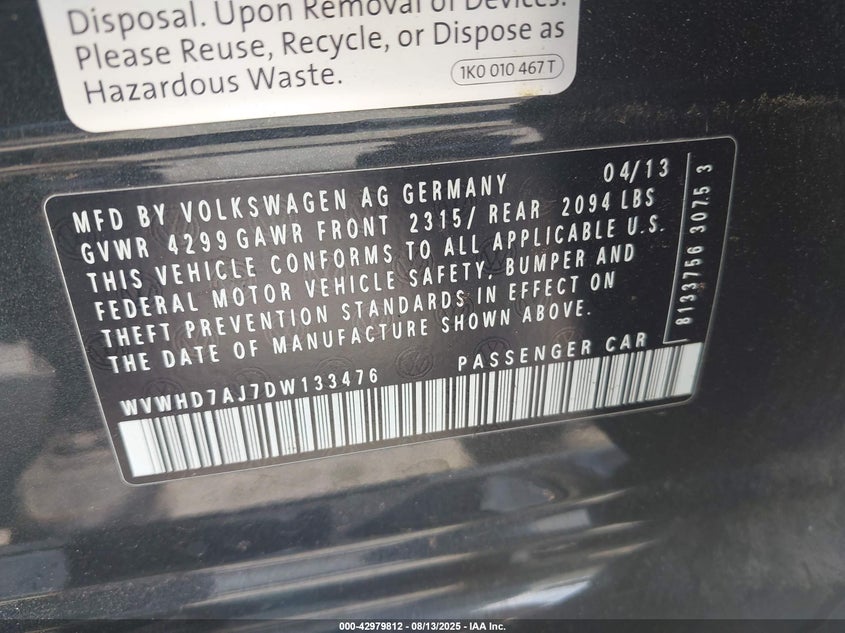 Disposal. Upon Removal of Devices.
Please Reuse, Recycle, or Dispose as
Hazardous Waste.
1K0 010 467 T
MFD BY VOLKSWAGEN AG GERMANY 04/13
GVWR 4299 GAWR FRONT 2315/ REAR 2094 LBS
THIS VEHICLE CONFORMS TO ALL APPLICABLE U.S.
FEDERAL MOTOR VEHICLE SAFETY, BUMPER AND
THEFT PREVENTION STANDARDS IN EFFECT ON
THE DATE OF MANUFACTURE SHOWN ABOVE.
WVWHD7AJ7DW133476 PASSENGER CAR
8133756 3075 3
000-42979812 - 08/13/2025 - IAA Inc.